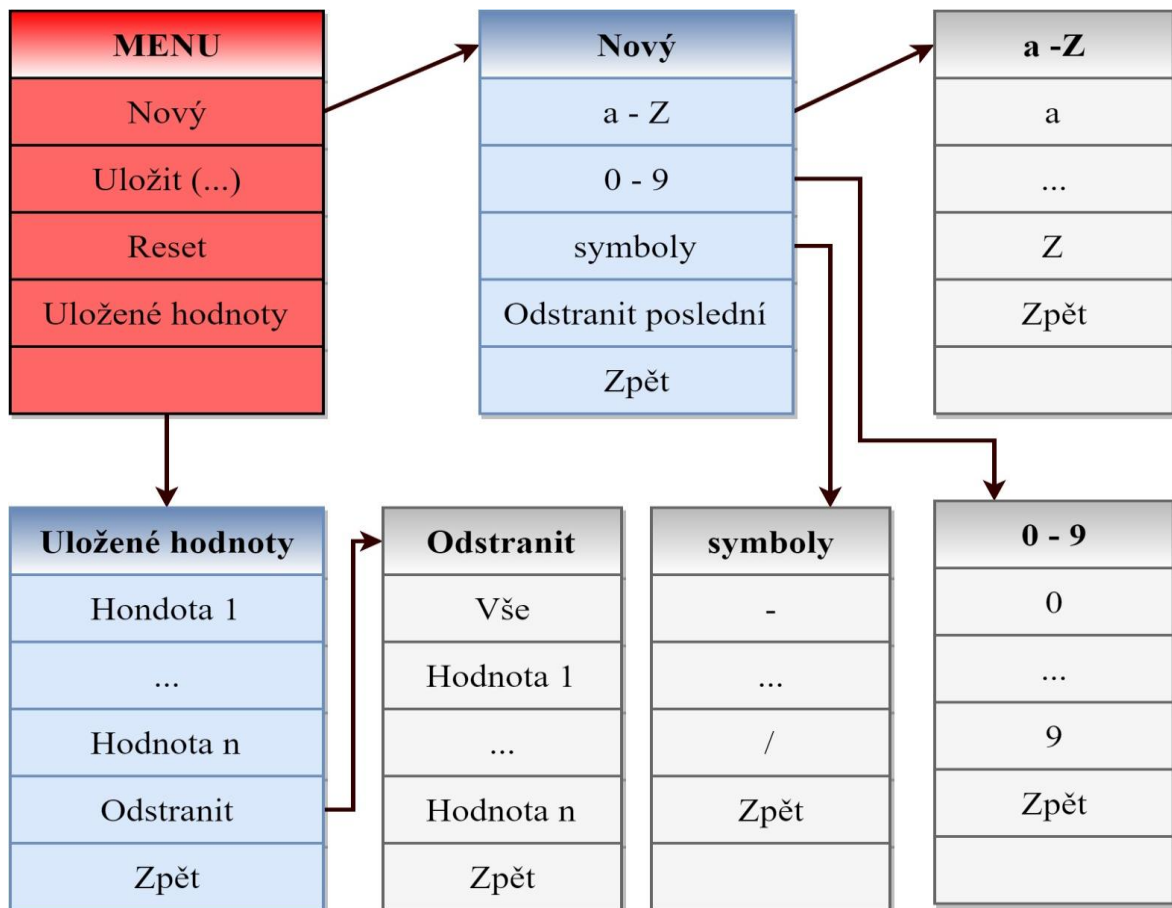 MENU
Nový
Uložit (...)
Reset
Uložené hodnoty
Nový
a - Z
0 - 9
symboly
Odstranit poslední
Zpět
a -Z
a
...
Z
Zpět
Uložené hodnoty
Hondota 1
...
Hodnota n
Odstranit
Zpět
Odstranit
Vše
Hodnota 1
...
Hodnota n
Zpět
symboly
-
...
/
Zpět
0 - 9
0
...
9
Zpět